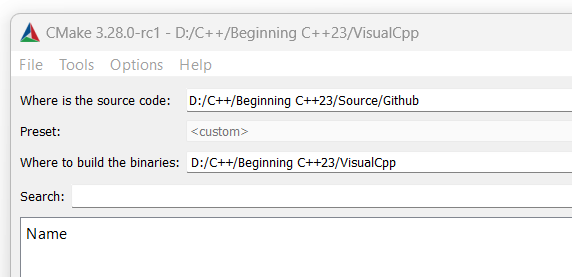 CMake 3.28.0-rc1 - D:/C++/Beginning C++23/VisualCpp
File Tools Options Help
Where is the source code: D:/C++/Beginning C++23/Source/Github
Preset: <custom>
Where to build the binaries: D:/C++/Beginning C++23/VisualCpp
Search:
Name